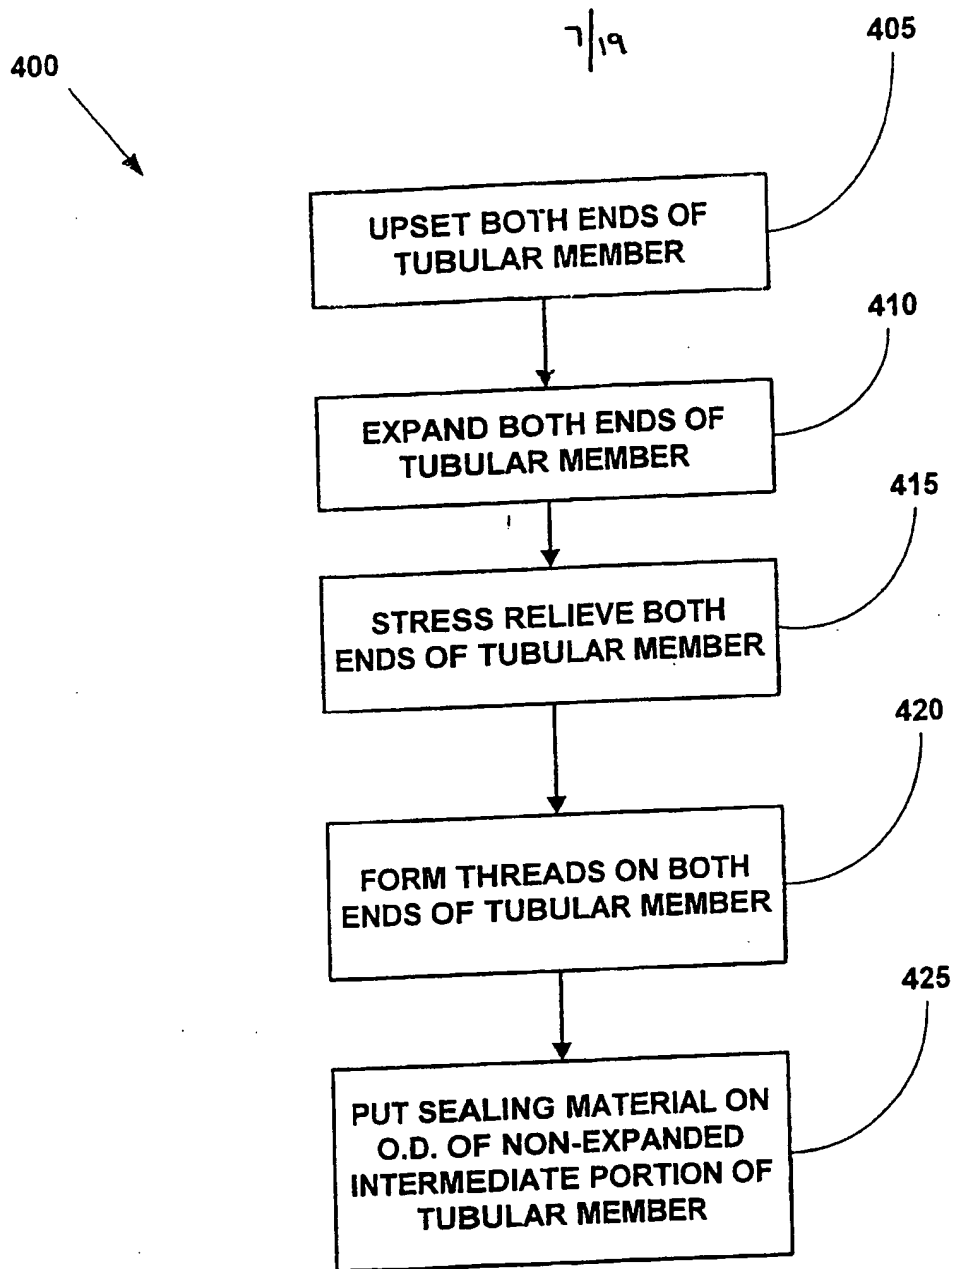 7/19
400
405
UPSET BOTH ENDS OF
TUBULAR MEMBER
410
EXPAND BOTH ENDS OF
TUBULAR MEMBER
415
STRESS RELIEVE BOTH
ENDS OF TUBULAR MEMBER
420
FORM THREADS ON BOTH
ENDS OF TUBULAR MEMBER
425
PUT SEALING MATERIAL ON
O.D. OF NON-EXPANDED
INTERMEDIATE PORTION OF
TUBULAR MEMBER